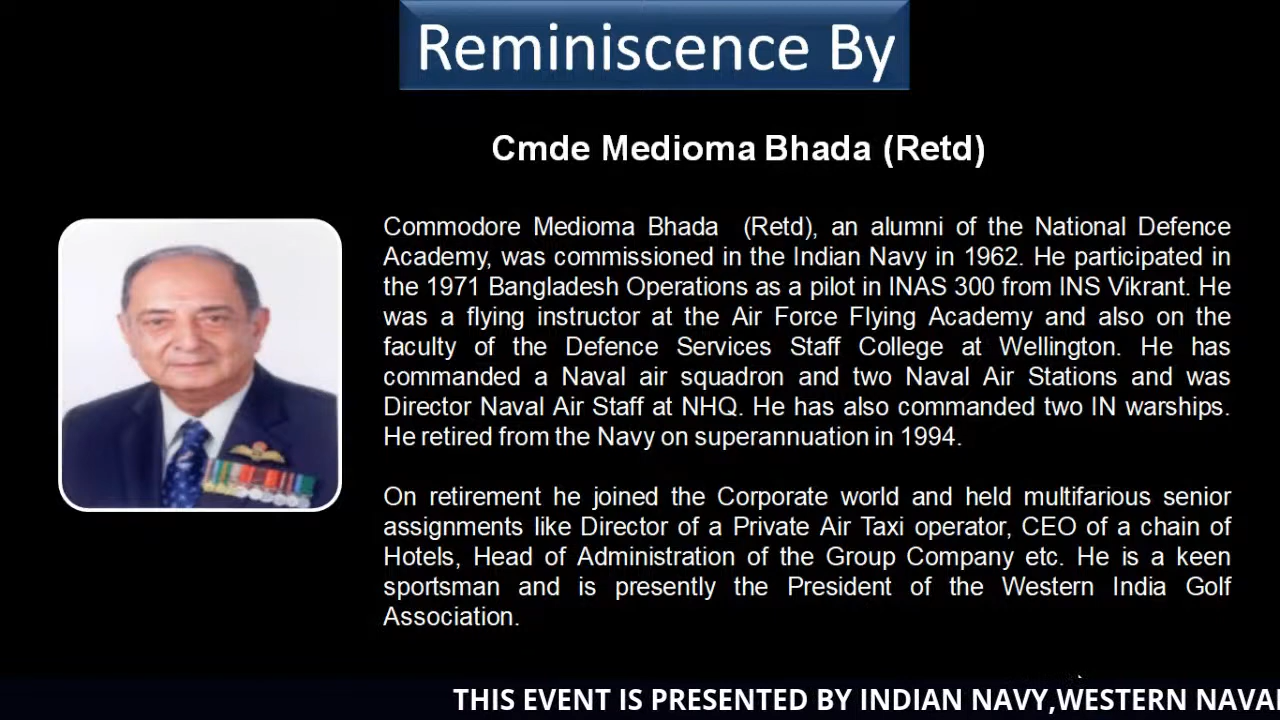 Reminiscence By
Cmde Medioma Bhada (Retd)
Commodore Medioma Bhada (Retd), an alumni of the National Defence
Academy, was commissioned in the Indian Navy in 1962. He participated in
the 1971 Bangladesh Operations as a pilot in INAS 300 from INS Vikrant. He
was a flying instructor at the Air Force Flying Academy and also on the
faculty of the Defence Services Staff College at Wellington. He has
commanded a Naval air squadron and two Naval Air Stations and was
Director Naval Air Staff at NHQ. He has also commanded two IN warships.
He retired from the Navy on superannuation in 1994.
On retirement he joined the Corporate world and held multifarious senior
assignments like Director of a Private Air Taxi operator, CEO of a chain of
Hotels, Head of Administration of the Group Company etc. He is a keen
sportsman and is presently the President of the Western India Golf
Association.
THIS EVENT IS PRESENTED BY INDIAN NAVY,WESTERN NAVAL